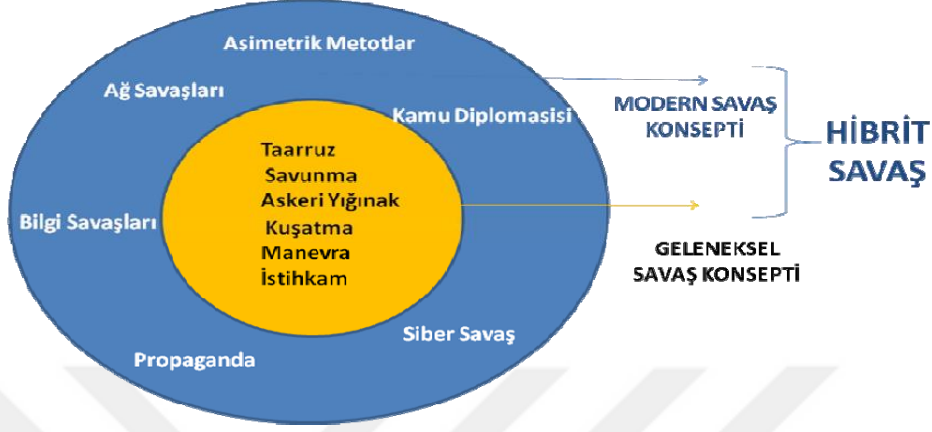 Asimetrik Metotlar
Ağ Savaşları
Kamu Diplomasisi
Bilgi Savaşları
Propaganda
Siber Savaş
Taarruz
Savunma
Askeri Yığınak
Kuşatma
Manevra
İstihkam
MODERN SAVAŞ
KONSEPTİ
GELENEKSEL
SAVAŞ KONSEPTİ
HİBRİT
SAVAŞ